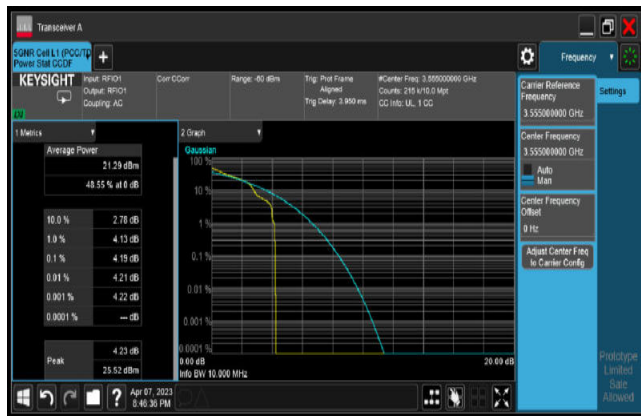 Transceiver A
5GNR Cell L1 (PCC/TD
Power Stat CCDF
Frequency
KEYSIGHT
Input: RFIO1
Output: RFIO1
Coupling: AC
Corr CCorr
Range: -60 dBm
Trig: Prot Frame
Aligned
Trig Delay: 3.950 ms
#Center Freq: 3.555000000 GHz
Counts: 215 k/10.0 Mpt
CC Info: UL, 1 CC
LM
Carrier Reference
Frequency
3.555000000 GHz
Settings
1 Metrics
2 Graph
Center Frequency
3.555000000 GHz
Auto
Man
Average Power
21.29 dBm
48.55 % at 0 dB
10.0 % 2.78 dB
1.0 % 4.13 dB
0.1 % 4.19 dB
0.01 % 4.21 dB
0.001 % 4.22 dB
0.0001 % --- dB
Peak
4.23 dB
25.52 dBm
Gaussian
100 %
10 %
1 %
0.1 %
0.01 %
0.001 %
0.0001 %
0.00 dB
20.00 dB
Info BW 10.000 MHz
Center Frequency
Offset
0 Hz
Adjust Center Freq
to Carrier Config
Prototype
Limited
Sale
Allowed
?
Apr 07, 2023
8:46:36 PM